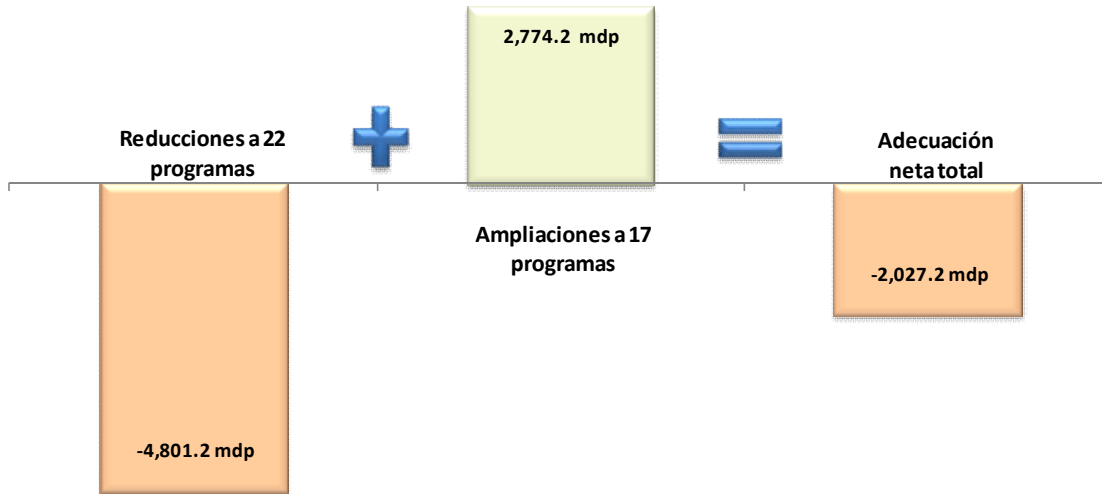 2,774.2 mdp
Reducciones a 22
programas
Adecuación
neta total
Ampliaciones a 17
programas
-2,027.2 mdp
-4,801.2 mdp